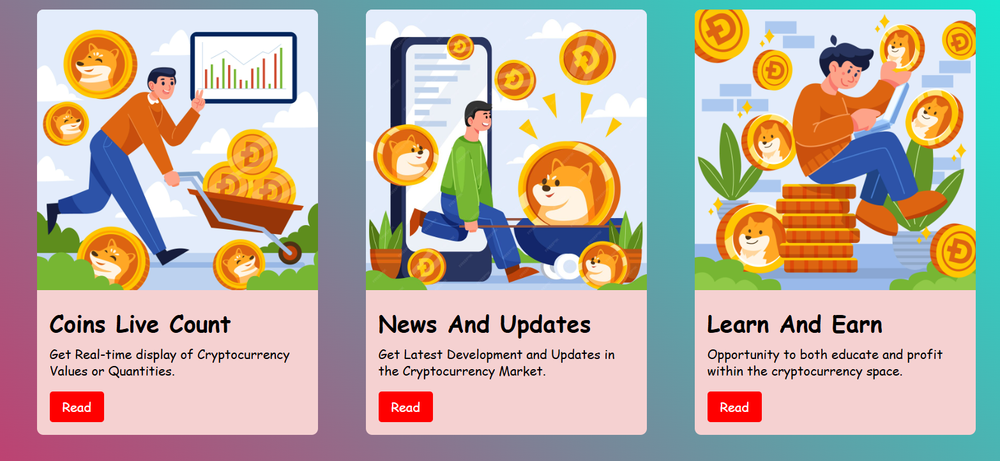 Coins Live Count
Get Real-time display of Cryptocurrency
Values or Quantities.
Read
News And Updates
Get Latest Development and Updates in
the Cryptocurrency Market.
Read
Learn And Earn
Opportunity to both educate and profit
within the cryptocurrency space.
Read